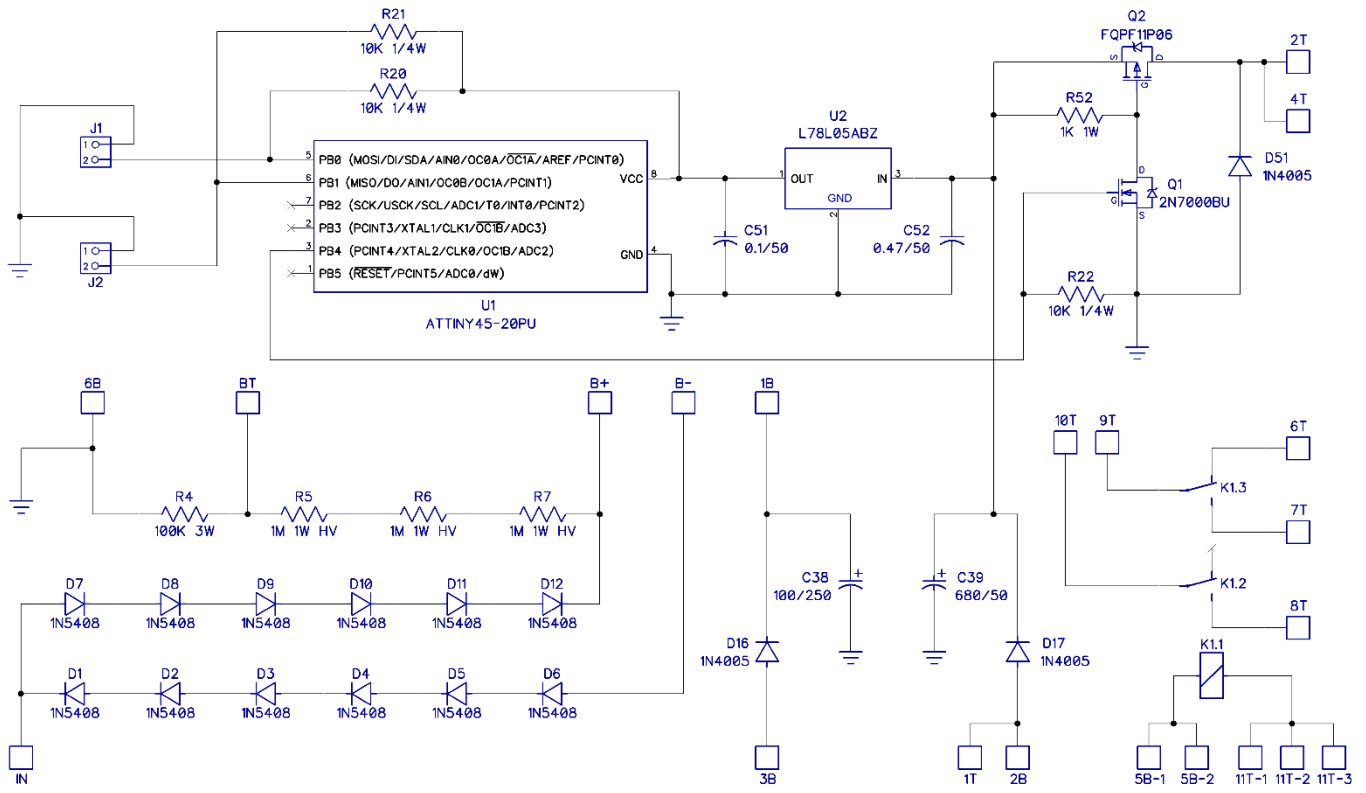 R21
10K 1/4W
R20
10K 1/4W
Q2
FQPF11P06
S
D
G
2T
4T
R52
1K 1W
U2
L78L05ABZ
1 OUT
IN 3
GND
2
J1
1
2
5 PB0 (MOSI/DI/SDA/AIN0/OC0A/OC1A/AREF/PCINT0)
6 PB1 (MISO/DO/AIN1/OC0B/OC1A/PCINT1)
VCC 8
7 PB2 (SCK/USCK/SCL/ADC1/T0/INT0/PCINT2)
2 PB3 (PCINT3/XTAL1/CLK1/OC1B/ADC3)
3 PB4 (PCINT4/XTAL2/CLK0/OC1B/ADC2)
GND 4
1 PB5 (RESET/PCINT5/ADC0/dW)
U1
ATTINY45-20PU
1
2
J2
C51
0.1/50
C52
0.47/50
D
G
S
Q1
2N7000BU
D51
1N4005
R22
10K 1/4W
6B
BT
B+
B-
1B
10T
9T
6T
K1.3
7T
K1.2
8T
R4
100K 3W
R5
1M 1W HV
R6
1M 1W HV
R7
1M 1W HV
D7
1N5408
D8
1N5408
D9
1N5408
D10
1N5408
D11
1N5408
D12
1N5408
C38
100/250
+
C39
680/50
+
D1
1N5408
D2
1N5408
D3
1N5408
D4
1N5408
D5
1N5408
D6
1N5408
D16
1N4005
D17
1N4005
K1.1
IN
3B
1T
2B
5B-1
5B-2
11T-1
11T-2
11T-3